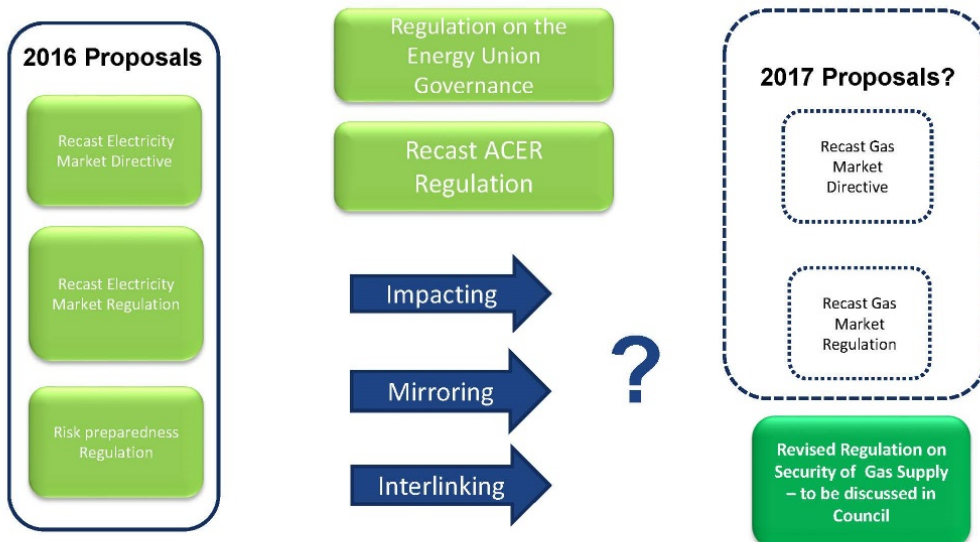 2016 Proposals
Recast Electricity
Market Directive
Recast Electricity
Market Regulation
Risk preparedness
Regulation
Regulation on the
Energy Union
Governance
Recast ACER
Regulation
Impacting
Mirroring
Interlinking
?
2017 Proposals?
Recast Gas
Market
Directive
Recast Gas
Market
Regulation
Revised Regulation on
Security of Gas Supply
– to be discussed in
Council